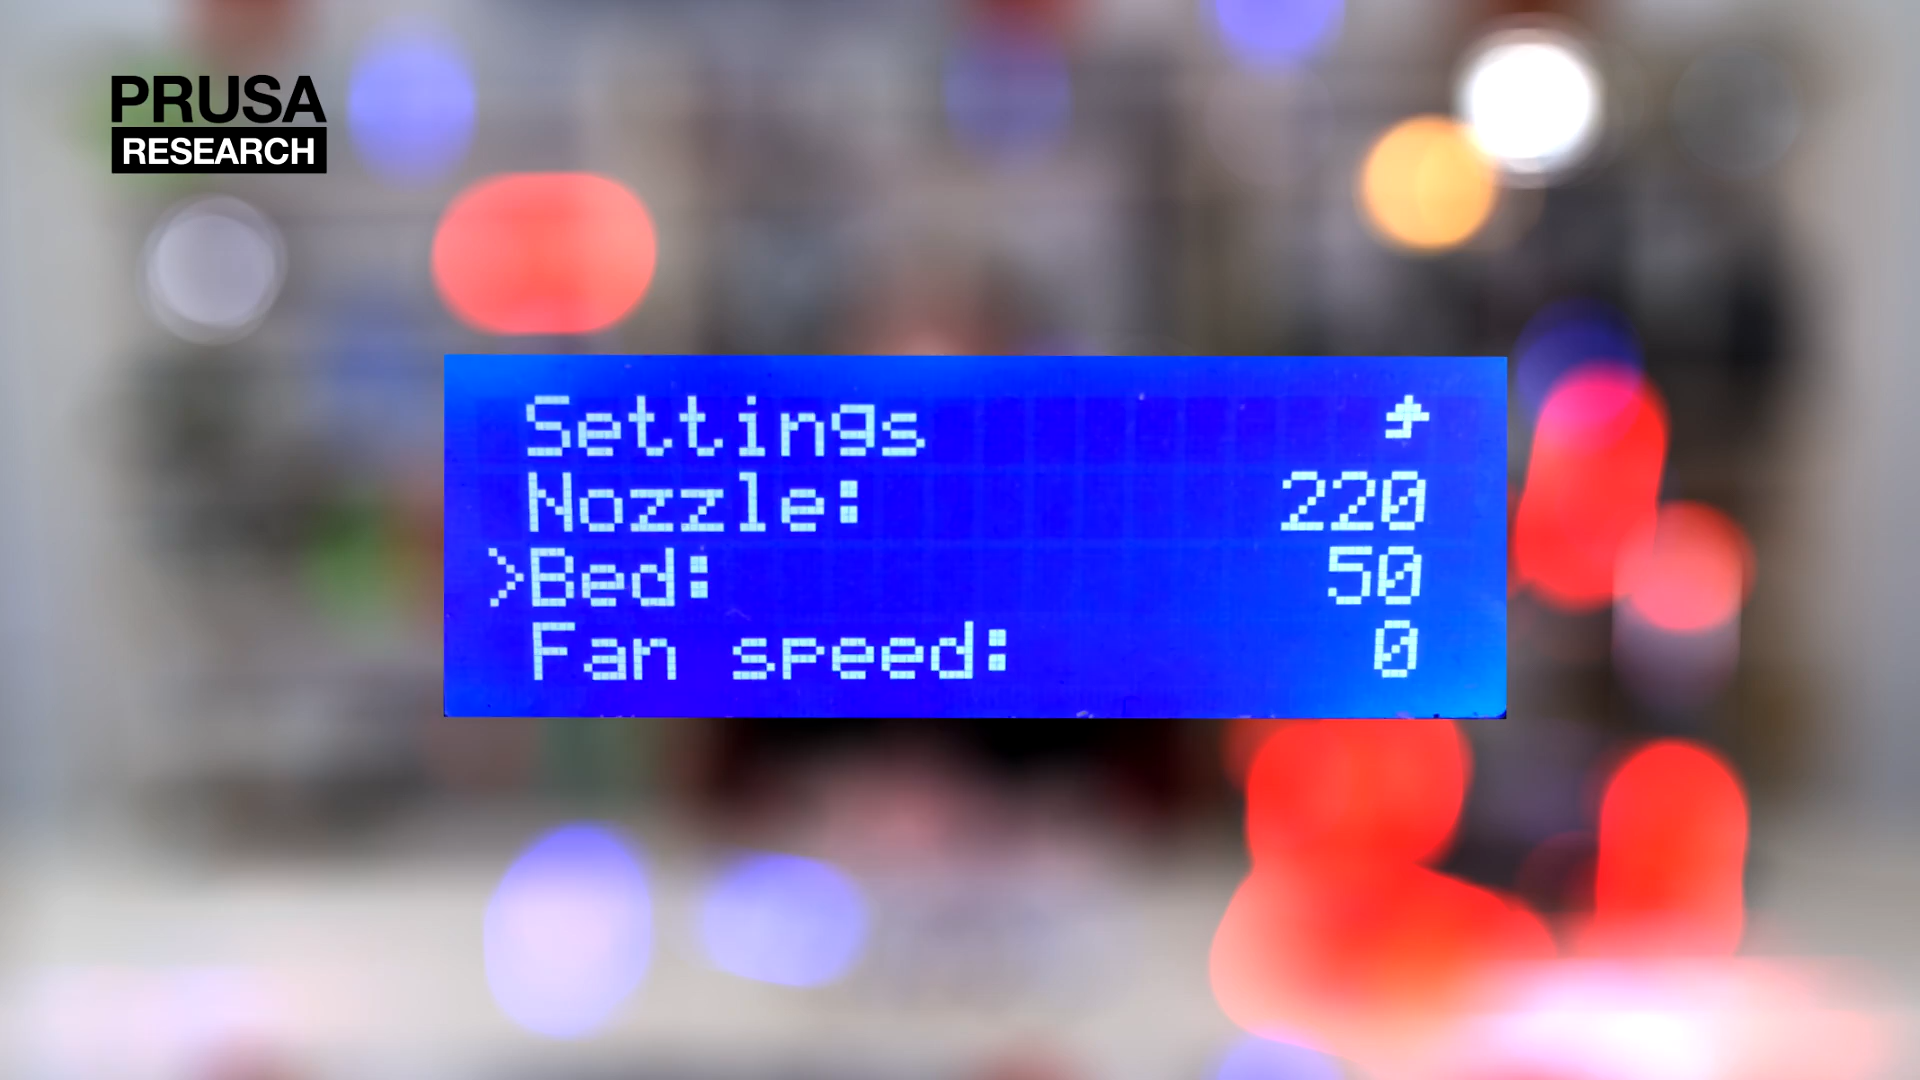 PRUSA
RESEARCH
Settings
Nozzle: 220
>Bed: 50
Fan speed: 0